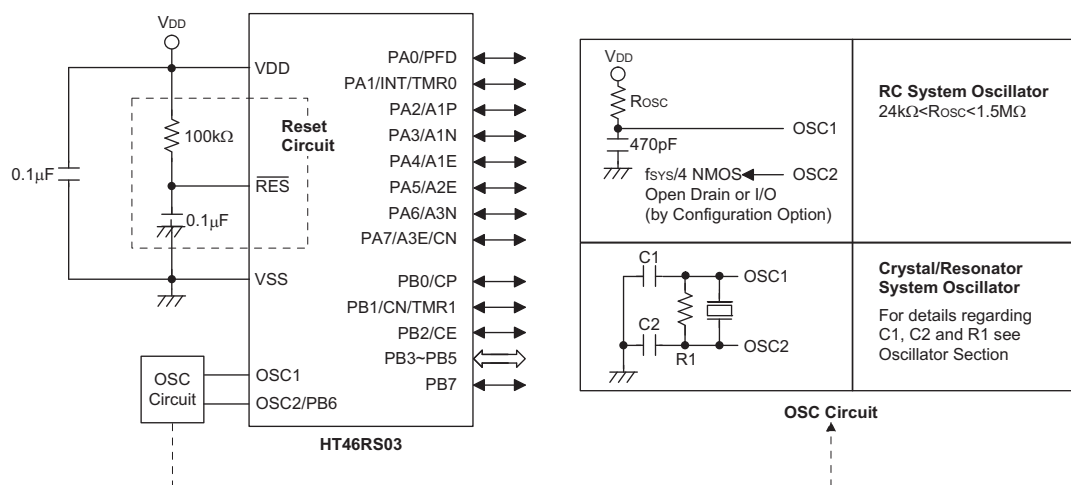 VDD
VDD
100kΩ
Reset
Circuit
0.1µF
RES
0.1µF
VSS
OSC
Circuit
OSC1
OSC2/PB6
PA0/PFD
PA1/INT/TMR0
PA2/A1P
PA3/A1N
PA4/A1E
PA5/A2E
PA6/A3N
PA7/A3E/CN
PB0/CP
PB1/CN/TMR1
PB2/CE
PB3~PB5
PB7
HT46RS03
VDD
ROSC
OSC1
470pF
fSYS/4 NMOS
OSC2
Open Drain or I/O
(by Configuration Option)
RC System Oscillator
24kΩ<ROSC<1.5MΩ
C1
OSC1
C2
R1
OSC2
Crystal/Resonator
System Oscillator
For details regarding
C1, C2 and R1 see
Oscillator Section
OSC Circuit